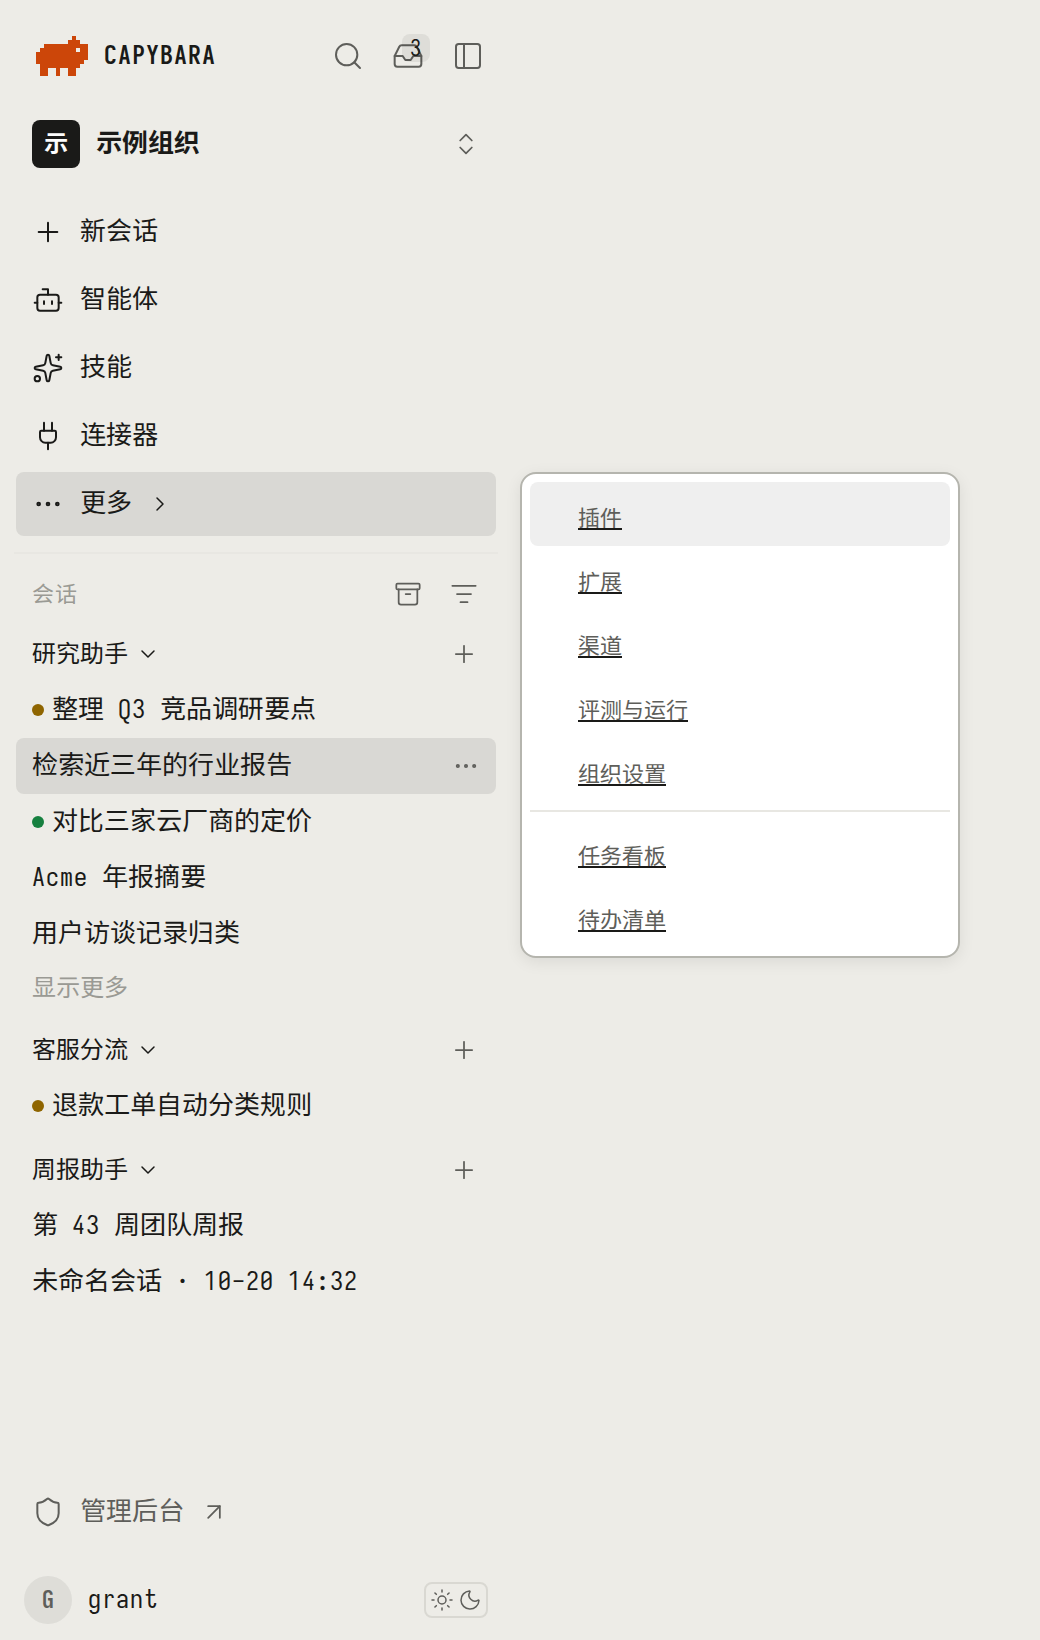 CAPYBARA
3
示 示例组织
新会话
智能体
技能
连接器
更多
插件
扩展
渠道
评测与运行
组织设置
任务看板
待办清单
会话
研究助手
整理 Q3 竞品调研要点
检索近三年的行业报告
对比三家云厂商的定价
Acme 年报摘要
用户访谈记录归类
显示更多
客服分流
退款工单自动分类规则
周报助手
第 43 周团队周报
未命名会话 · 10-20 14:32
管理后台
G grant